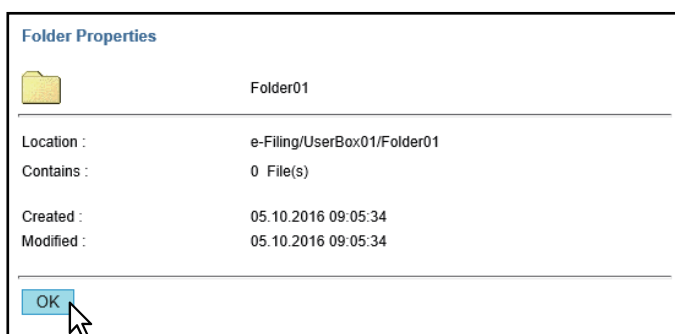 Folder Properties
Folder01
Location : e-Filing/UserBox01/Folder01
Contains : 0 File(s)
Created : 05.10.2016 09:05:34
Modified : 05.10.2016 09:05:34
OK